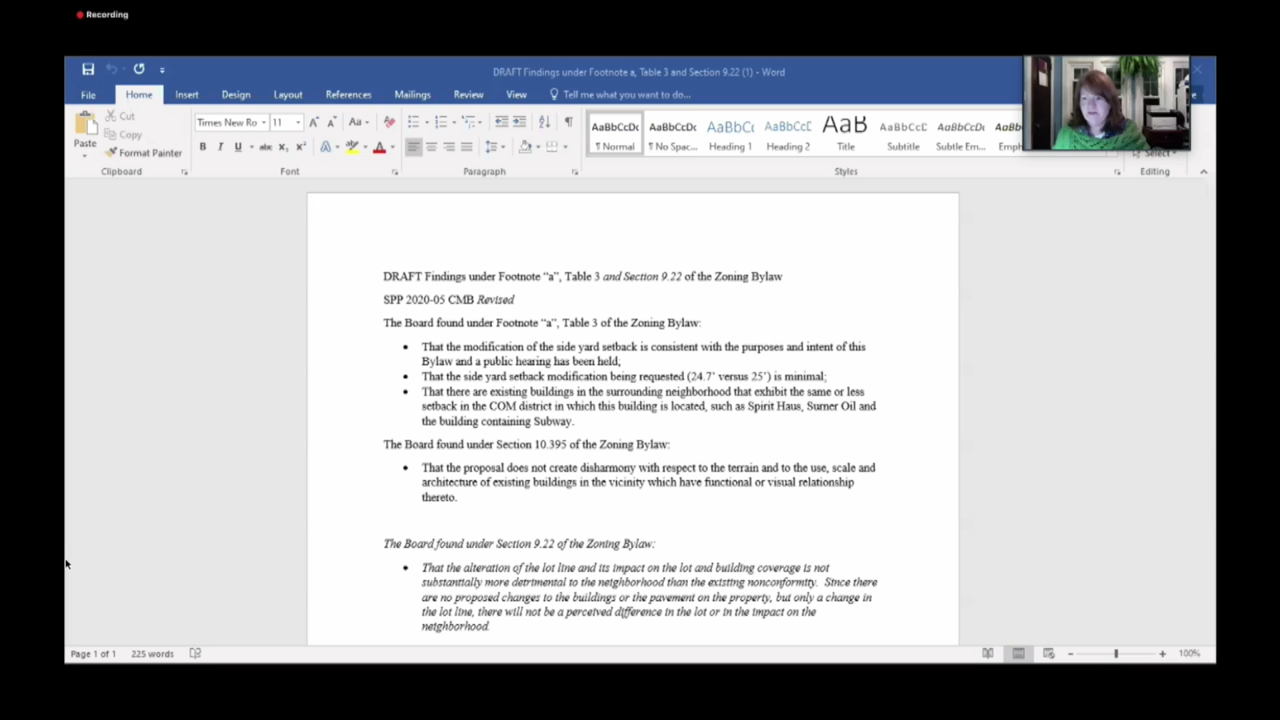 Recording
DRAFT Findings under Footnote a, Table 3 and Section 9.22 (1) - Word
File Home Insert Design Layout References Mailings Review View Tell me what you want to do...
Paste
Cut
Copy
Format Painter
Clipboard
Times New Ro 11
Font
Paragraph
AaBbCcDc AaBbCcDc AaBbCc AaBbCcE AaB AaBbCcD AaBbCcDc AaBb
¶ Normal ¶ No Spac... Heading 1 Heading 2 Title Subtitle Subtle Em... Emph
Styles
Select
Editing
DRAFT Findings under Footnote “a”, Table 3 and Section 9.22 of the Zoning Bylaw
SPP 2020-05 CMB Revised
The Board found under Footnote “a”, Table 3 of the Zoning Bylaw:
• That the modification of the side yard setback is consistent with the purposes and intent of this
Bylaw and a public hearing has been held;
• That the side yard setback modification being requested (24.7’ versus 25’) is minimal;
• That there are existing buildings in the surrounding neighborhood that exhibit the same or less
setback in the COM district in which this building is located, such as Spirit Haus, Surner Oil and
the building containing Subway.
The Board found under Section 10.395 of the Zoning Bylaw:
• That the proposal does not create disharmony with respect to the terrain and to the use, scale and
architecture of existing buildings in the vicinity which have functional or visual relationship
thereto.
The Board found under Section 9.22 of the Zoning Bylaw:
• That the alteration of the lot line and its impact on the lot and building coverage is not
substantially more detrimental to the neighborhood than the existing nonconformity. Since there
are no proposed changes to the buildings or the pavement on the property, but only a change in
the lot line, there will not be a perceived difference in the lot or in the impact on the
neighborhood.
Page 1 of 1 225 words 100%